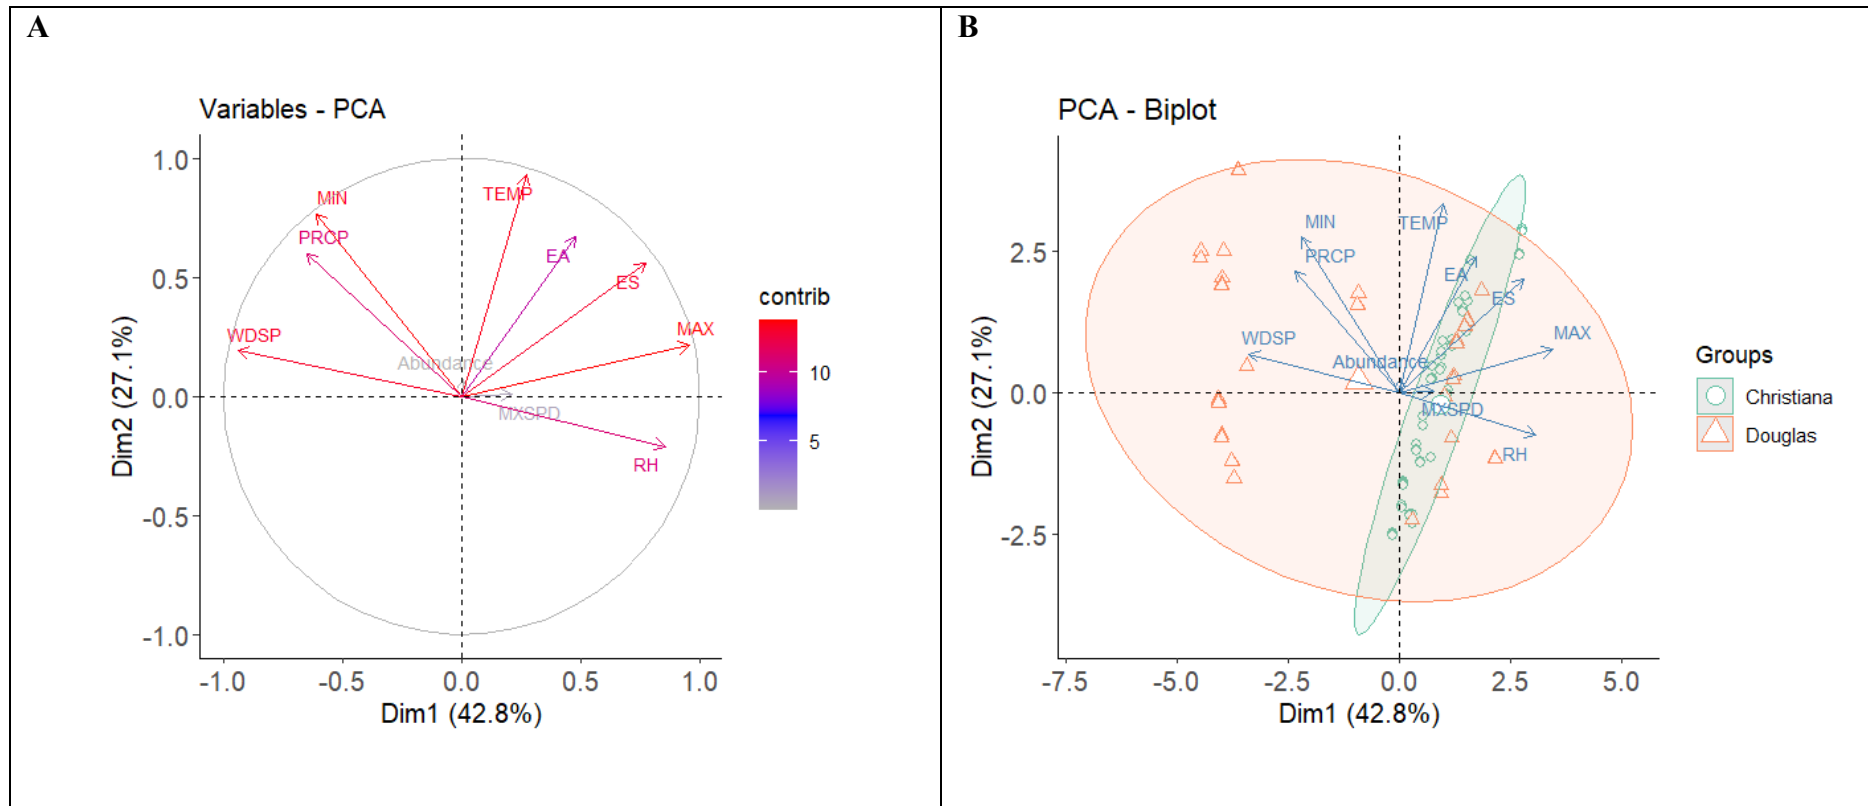 A
Variables - PCA
1.0
0.5
0.0
-0.5
-1.0
Dim2 (27.1%)
MIN
PRCP
WDSP
TEMP
EA
ES
MAX
Abundance
MXSPD
RH
-1.0 -0.5 0.0 0.5 1.0
Dim1 (42.8%)
contrib
10
5
B
PCA - Biplot
2.5
0.0
-2.5
Dim2 (27.1%)
MIN
PRCP
WDSP
TEMP
EA
ES
MAX
Abundance
MXSPD
RH
-7.5 -5.0 -2.5 0.0 2.5 5.0
Dim1 (42.8%)
Groups
Christiana
Douglas